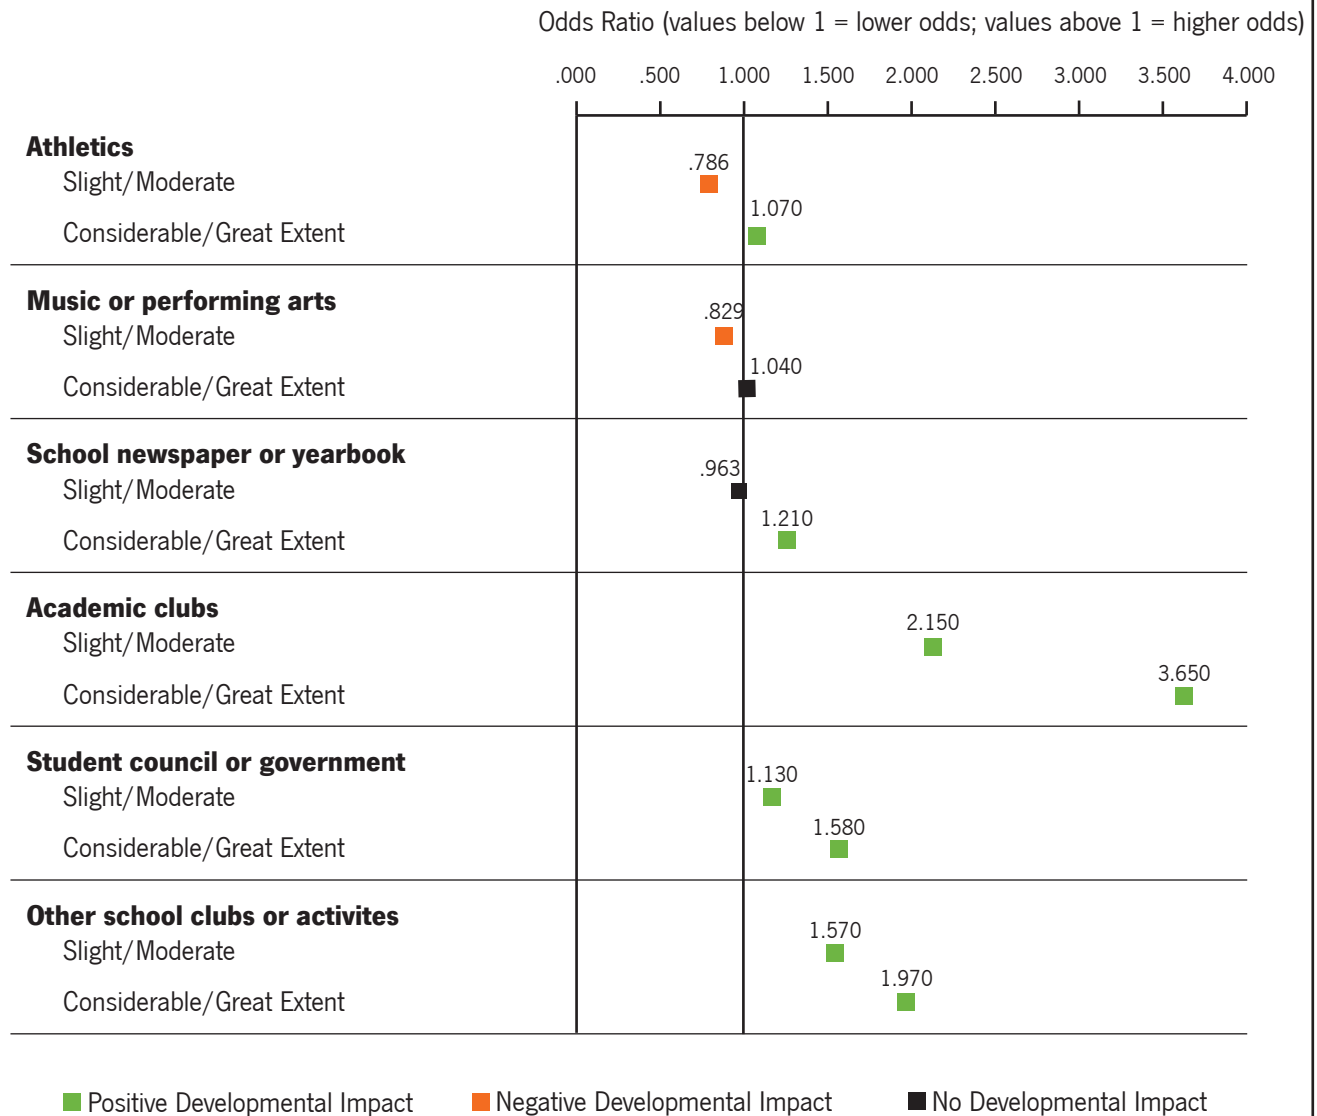 Odds Ratio (values below 1 = lower odds; values above 1 = higher odds)
.000 .500 1.000 1.500 2.000 2.500 3.000 3.500 4.000
Athletics
.786
Slight/Moderate
1.070
Considerable/Great Extent
Music or performing arts
.829
Slight/Moderate
1.040
Considerable/Great Extent
School newspaper or yearbook
.963
Slight/Moderate
1.210
Considerable/Great Extent
Academic clubs
2.150
Slight/Moderate
3.650
Considerable/Great Extent
Student council or government
1.130
Slight/Moderate
1.580
Considerable/Great Extent
Other school clubs or activites
1.570
Slight/Moderate
1.970
Considerable/Great Extent
Positive Developmental Impact Negative Developmental Impact No Developmental Impact